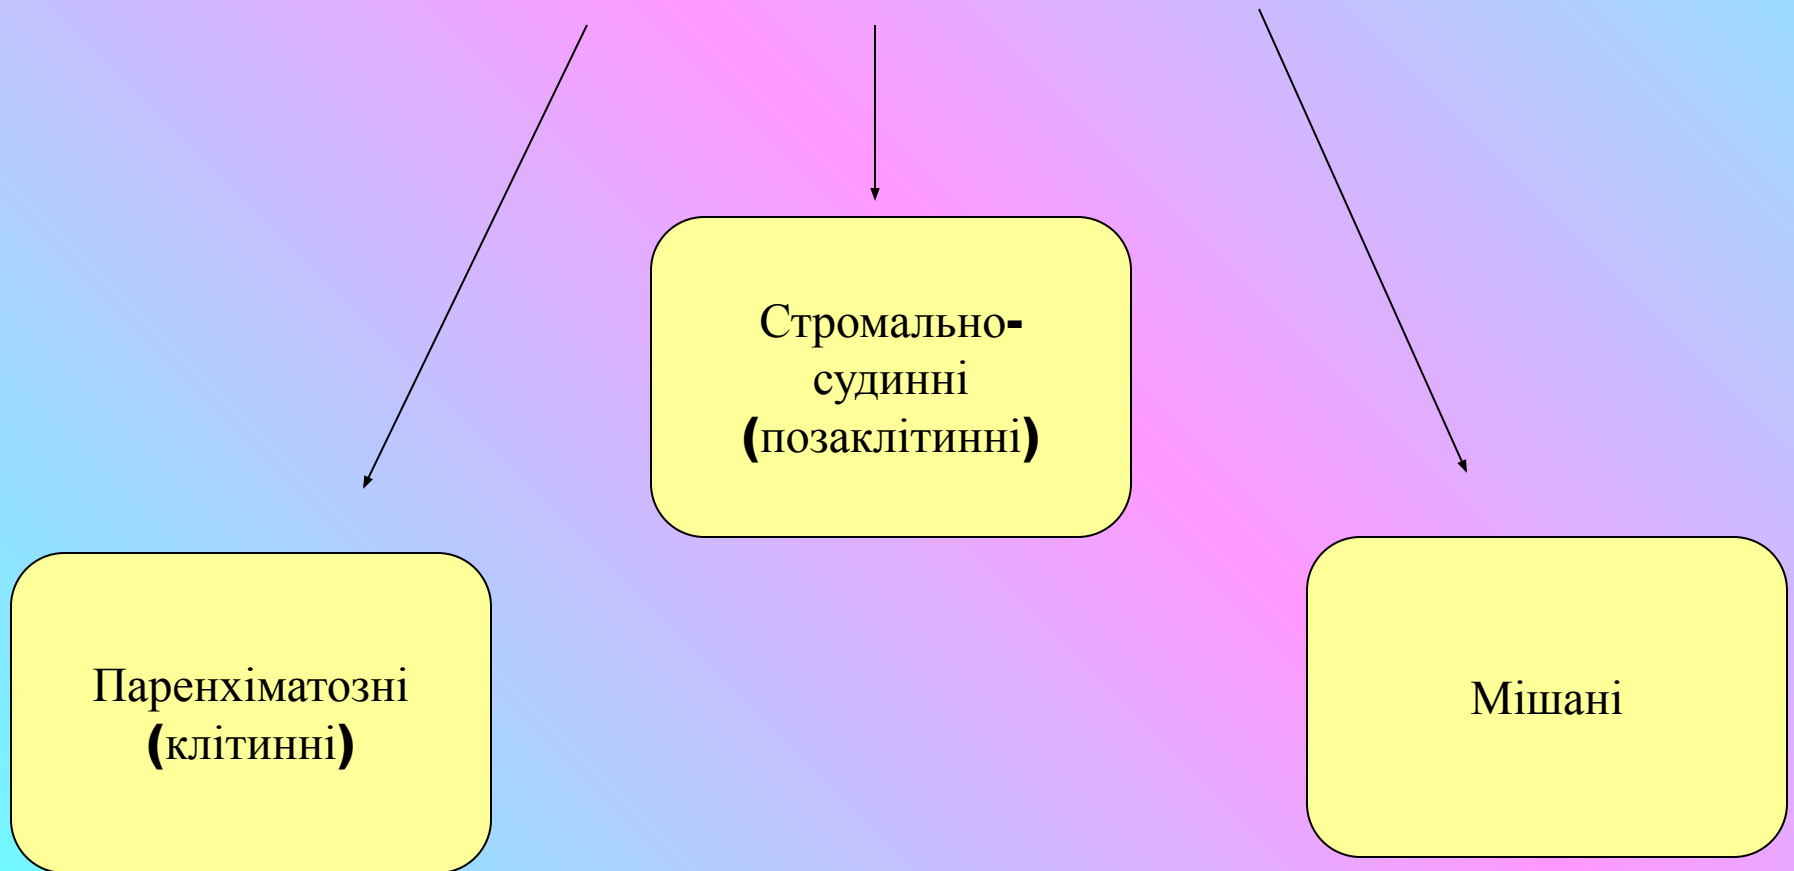 Стромально-
судинні
(позаклітинні)
Паренхіматозні
(клітинні)
Мішані